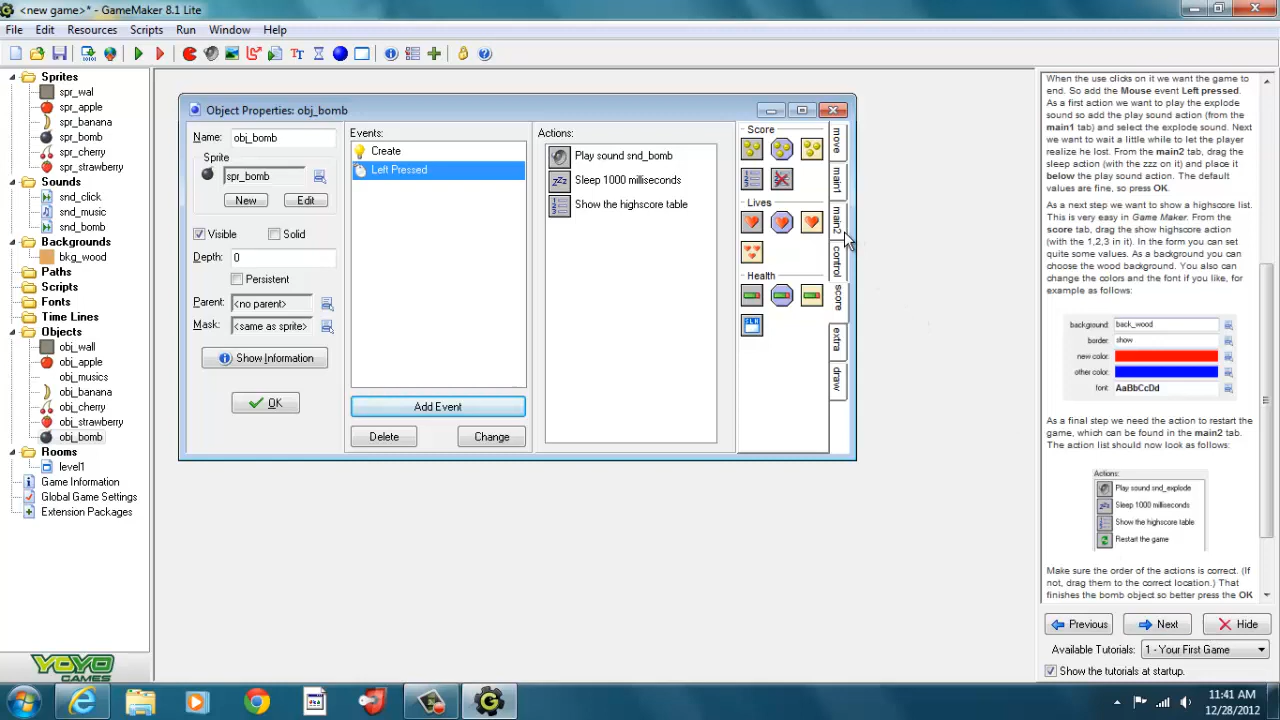 <new game>* - GameMaker 8.1 Lite
File Edit Resources Scripts Run Window Help
Sprites
spr_wal
spr_apple
spr_banana
spr_bomb
spr_cherry
spr_strawberry
Sounds
snd_click
snd_music
snd_bomb
Backgrounds
bkg_wood
Paths
Scripts
Fonts
Time Lines
Objects
obj_wall
obj_apple
obj_musics
obj_banana
obj_cherry
obj_strawberry
obj_bomb
Rooms
level1
Game Information
Global Game Settings
Extension Packages
YOYO
GAMES
Object Properties: obj_bomb
Name: obj_bomb
Sprite
spr_bomb
New Edit
Visible Solid
Depth: 0
Persistent
Parent: <no parent>
Mask: <same as sprite>
Show Information
OK
Events:
Create
Left Pressed
Add Event
Delete Change
Actions:
Play sound snd_bomb
Sleep 1000 milliseconds
Show the highscore table
Score
Lives
Health
move
main1
main2
control
score
extra
draw
When the use clicks on it we want the game to
end. So add the Mouse event Left pressed.
As a first action we want to play the explode
sound so add the play sound action (from the
main1 tab) and select the explode sound. Next
we want to wait a little while to let the player
realize he lost. From the main2 tab, drag the
sleep action (with the zzz on it) and place it
below the play sound action. The default
values are fine, so press OK.
As a next step we want to show a highscore list.
This is very easy in Game Maker. From the
score tab, drag the show highscore action
(with the 1,2,3 in it). In the form you can set
quite some values. As a background you can
choose the wood background. You also can
change the colors and the font if you like, for
example as follows:
background: back_wood
border: show
new color:
other color:
font: AaBbCcDd
As a final step we need the action to restart the
game, which can be found in the main2 tab.
The action list should now look as follows:
Actions:
Play sound snd_explode
Sleep 1000 milliseconds
Show the highscore table
Restart the game
Make sure the order of the actions is correct. (If
not, drag them to the correct location.) That
finishes the bomb object so better press the OK
Previous Next Hide
Available Tutorials: 1 - Your First Game
Show the tutorials at startup.
11:41 AM
12/28/2012